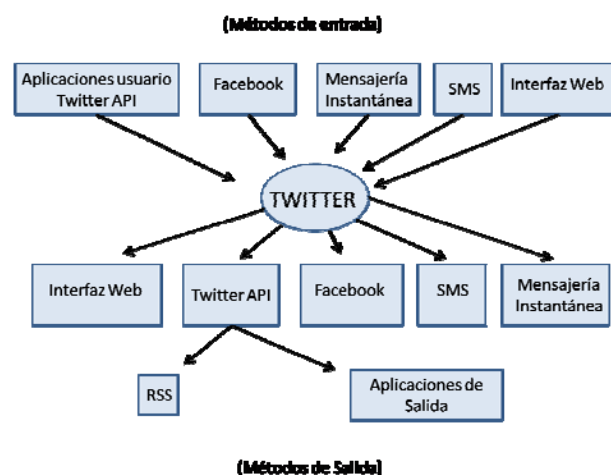 (Métodos de entrada)
Aplicaciones usuario
Twitter API
Facebook
Mensajería
Instantánea
SMS
Interfaz Web
TWITTER
Interfaz Web
Twitter API
Facebook
SMS
Mensajería
Instantánea
RSS
Aplicaciones de
Salida
(Métodos de Salida)